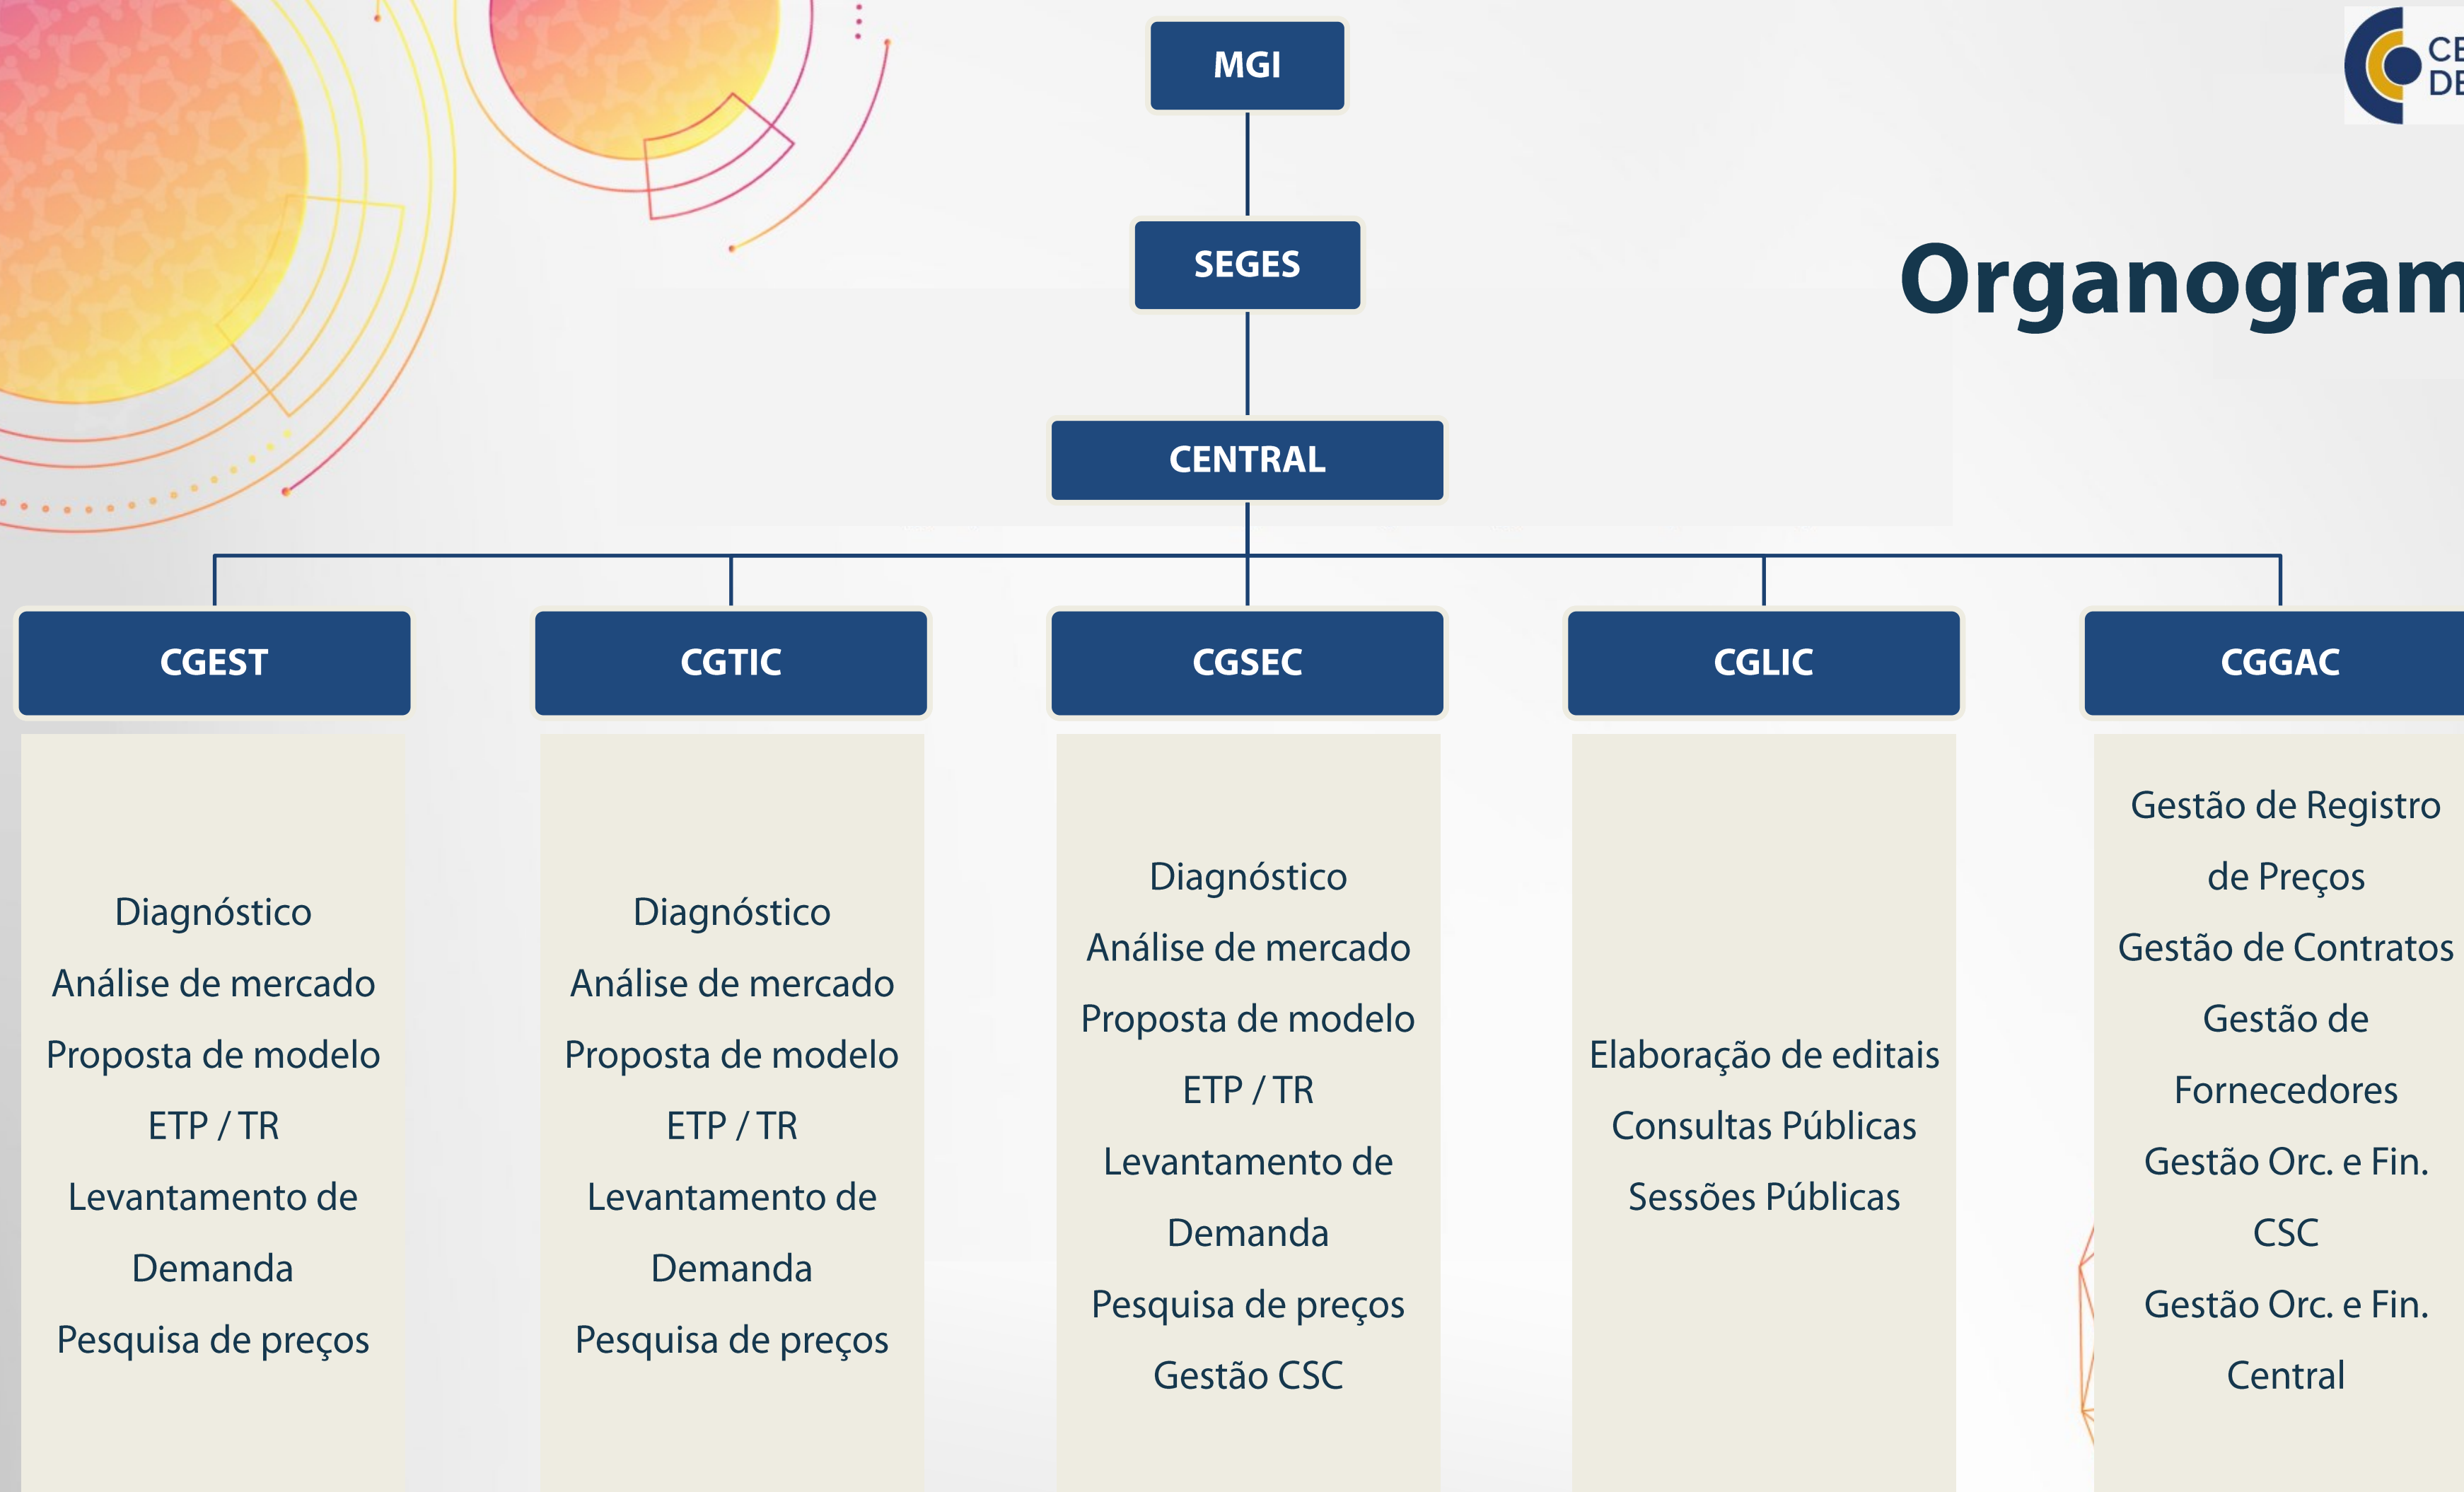 MGI
CE
DE
SEGES
Organogram
CENTRAL
CGEST
CGTIC
CGSEC
CGLIC
CGGAC
Diagnóstico
Análise de mercado
Proposta de modelo
ETP / TR
Levantamento de
Demanda
Pesquisa de preços
Diagnóstico
Análise de mercado
Proposta de modelo
ETP / TR
Levantamento de
Demanda
Pesquisa de preços
Diagnóstico
Análise de mercado
Proposta de modelo
ETP / TR
Levantamento de
Demanda
Pesquisa de preços
Gestão CSC
Elaboração de editais
Consultas Públicas
Sessões Públicas
Gestão de Registro
de Preços
Gestão de Contratos
Gestão de
Fornecedores
Gestão Orc. e Fin.
CSC
Gestão Orc. e Fin.
Central